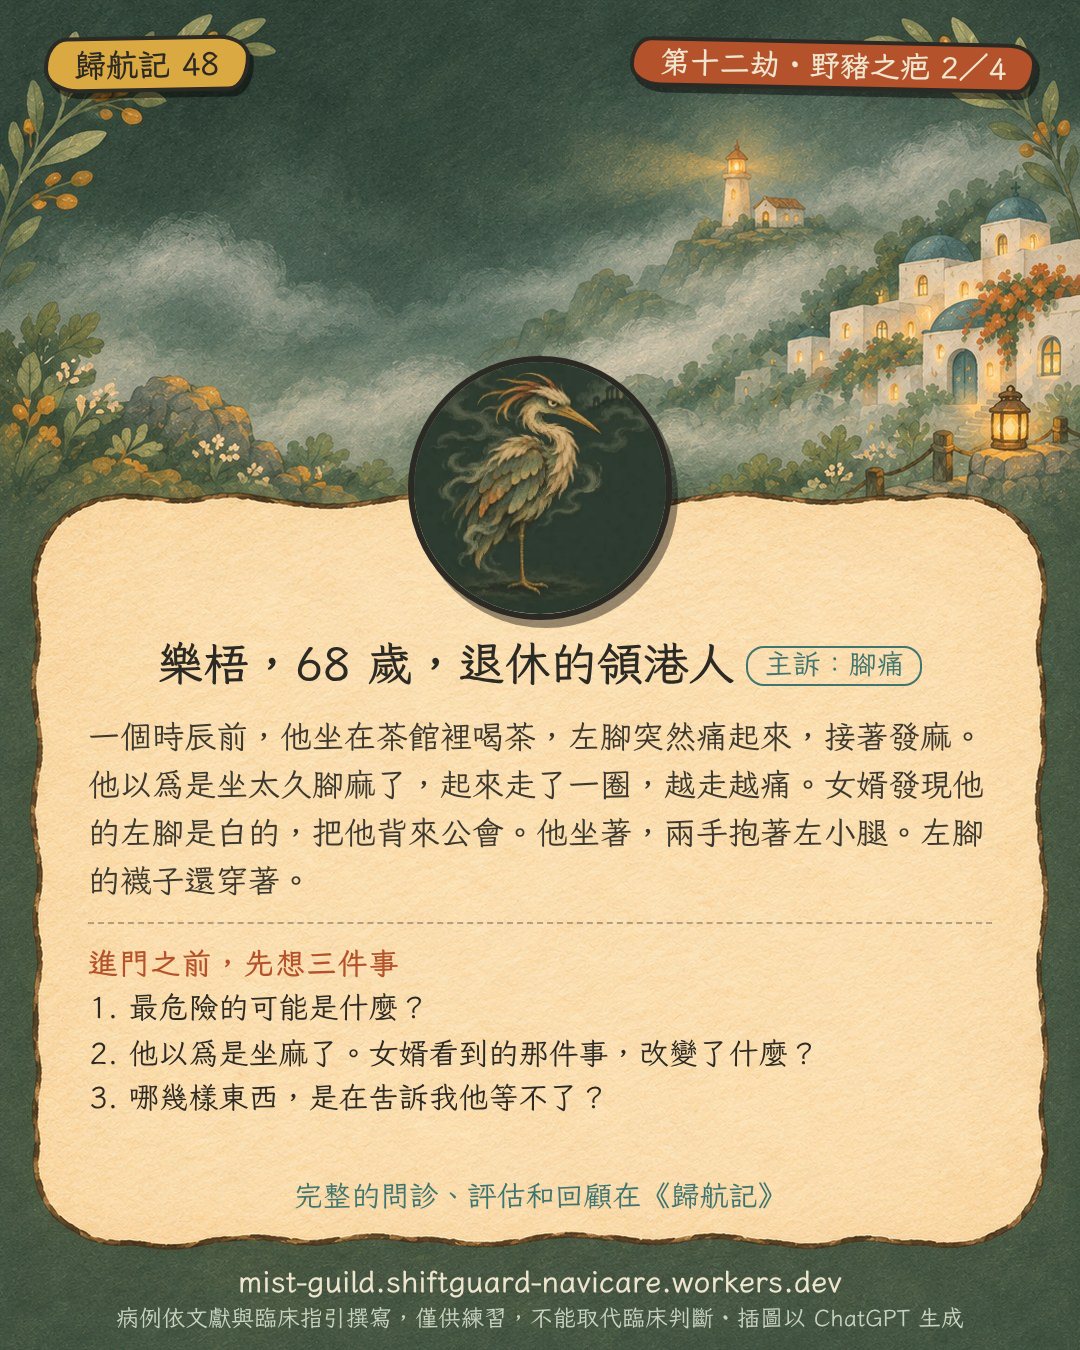 歸航記 48
第十二劫・野豬之疤 2／4
樂梧，68 歲，退休的領港人
主訴：腳痛
一個時辰前，他坐在茶館裡喝茶，左腳突然痛起來，接著發麻。
他以為是坐太久腳麻了，起來走了一圈，越走越痛。女婿發現他
的左腳是白的，把他背來公會。他坐著，兩手抱著左小腿。左腳
的襪子還穿著。
進門之前，先想三件事
1. 最危險的可能是什麼？
2. 他以為是坐麻了。女婿看到的那件事，改變了什麼？
3. 哪幾樣東西，是在告訴我他等不了？
完整的問診、評估和回顧在《歸航記》
mist-guild.shiftguard-navicare.workers.dev
病例依文獻與臨床指引撰寫，僅供練習，不能取代臨床判斷・插圖以 ChatGPT 生成